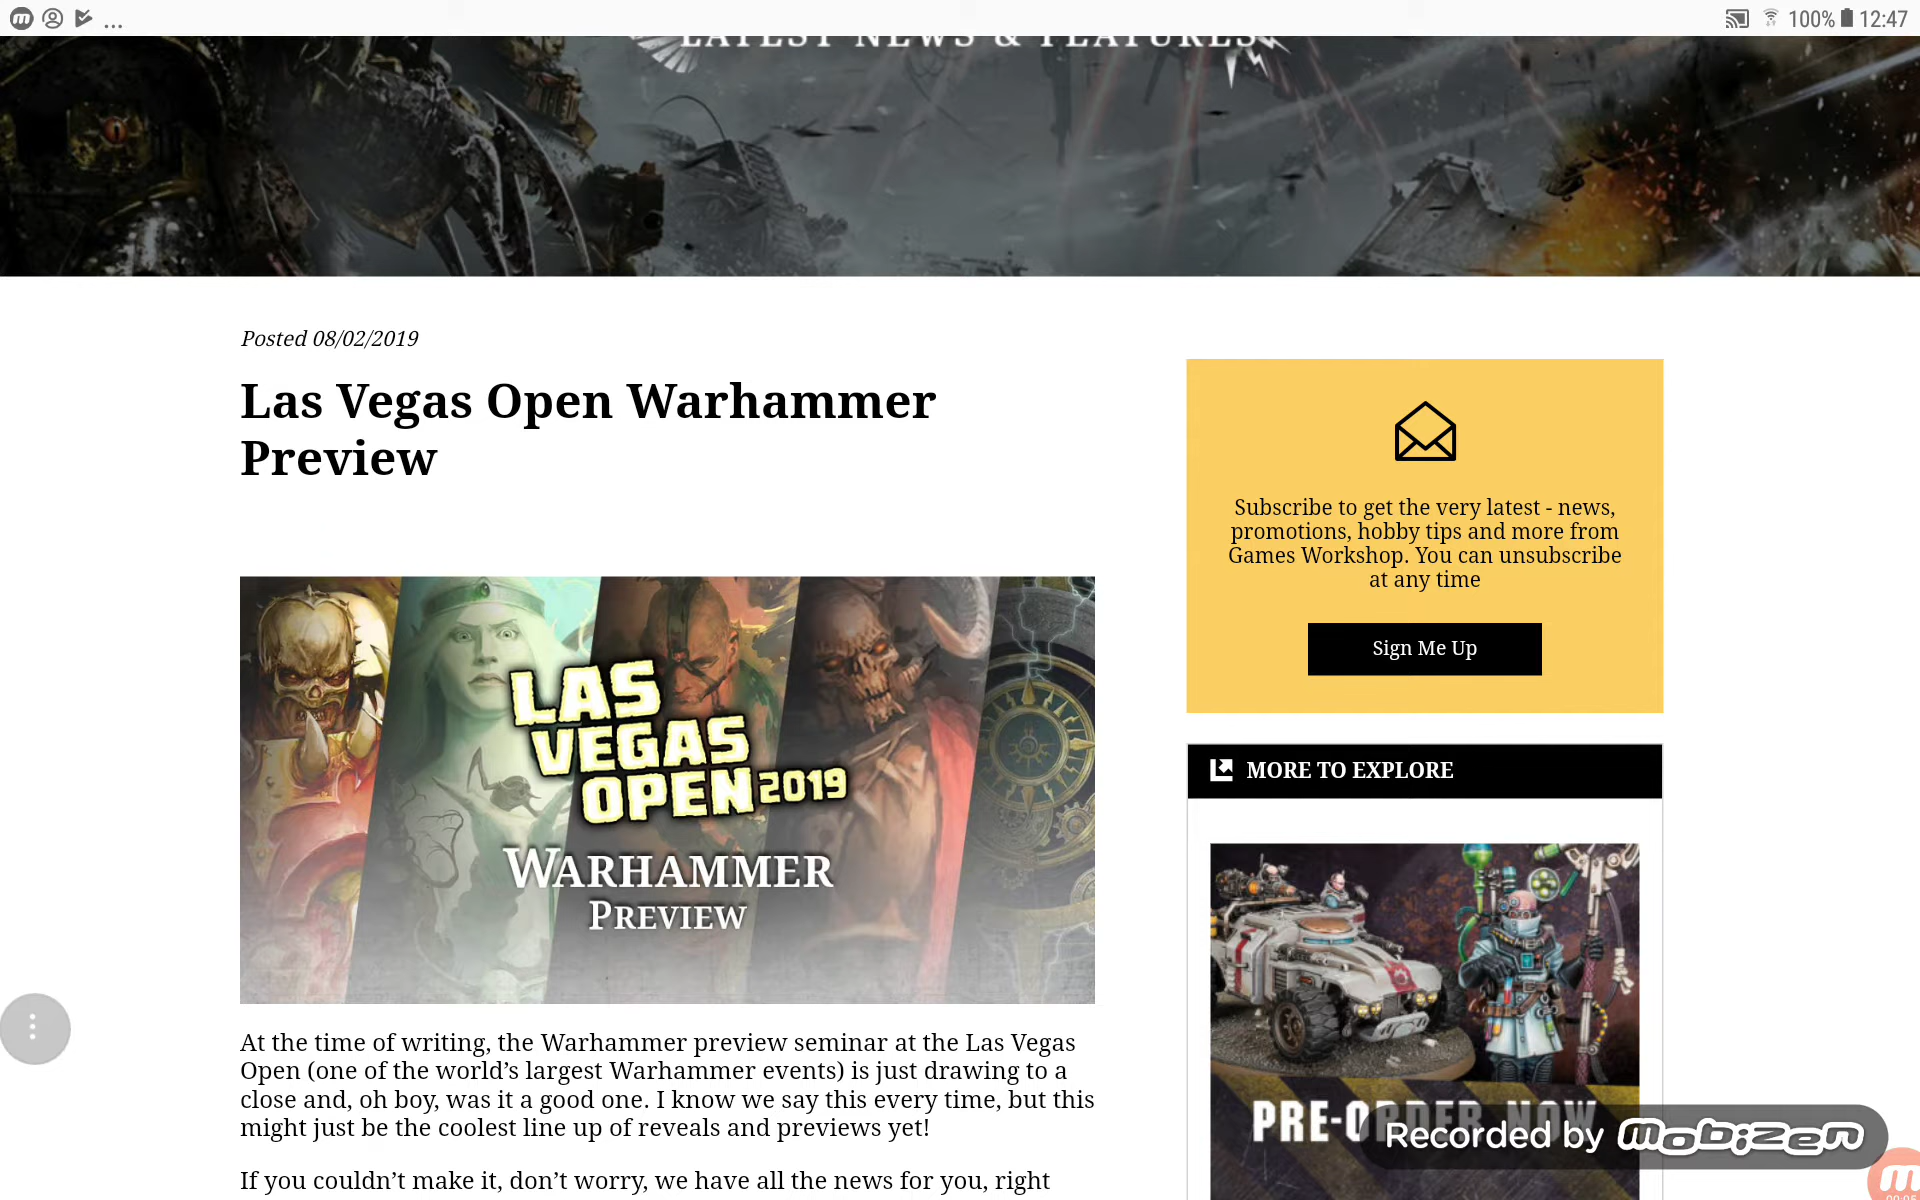 ...
100% 12:47
LATEST NEWS & FEATURES
Posted 08/02/2019
Las Vegas Open Warhammer
Preview
LAS
VEGAS
OPEN 2019
WARHAMMER
PREVIEW
At the time of writing, the Warhammer preview seminar at the Las Vegas
Open (one of the world’s largest Warhammer events) is just drawing to a
close and, oh boy, was it a good one. I know we say this every time, but this
might just be the coolest line up of reveals and previews yet!
If you couldn’t make it, don’t worry, we have all the news for you, right
Subscribe to get the very latest - news,
promotions, hobby tips and more from
Games Workshop. You can unsubscribe
at any time
Sign Me Up
MORE TO EXPLORE
PRE-ORDER NOW
Recorded by mobizen